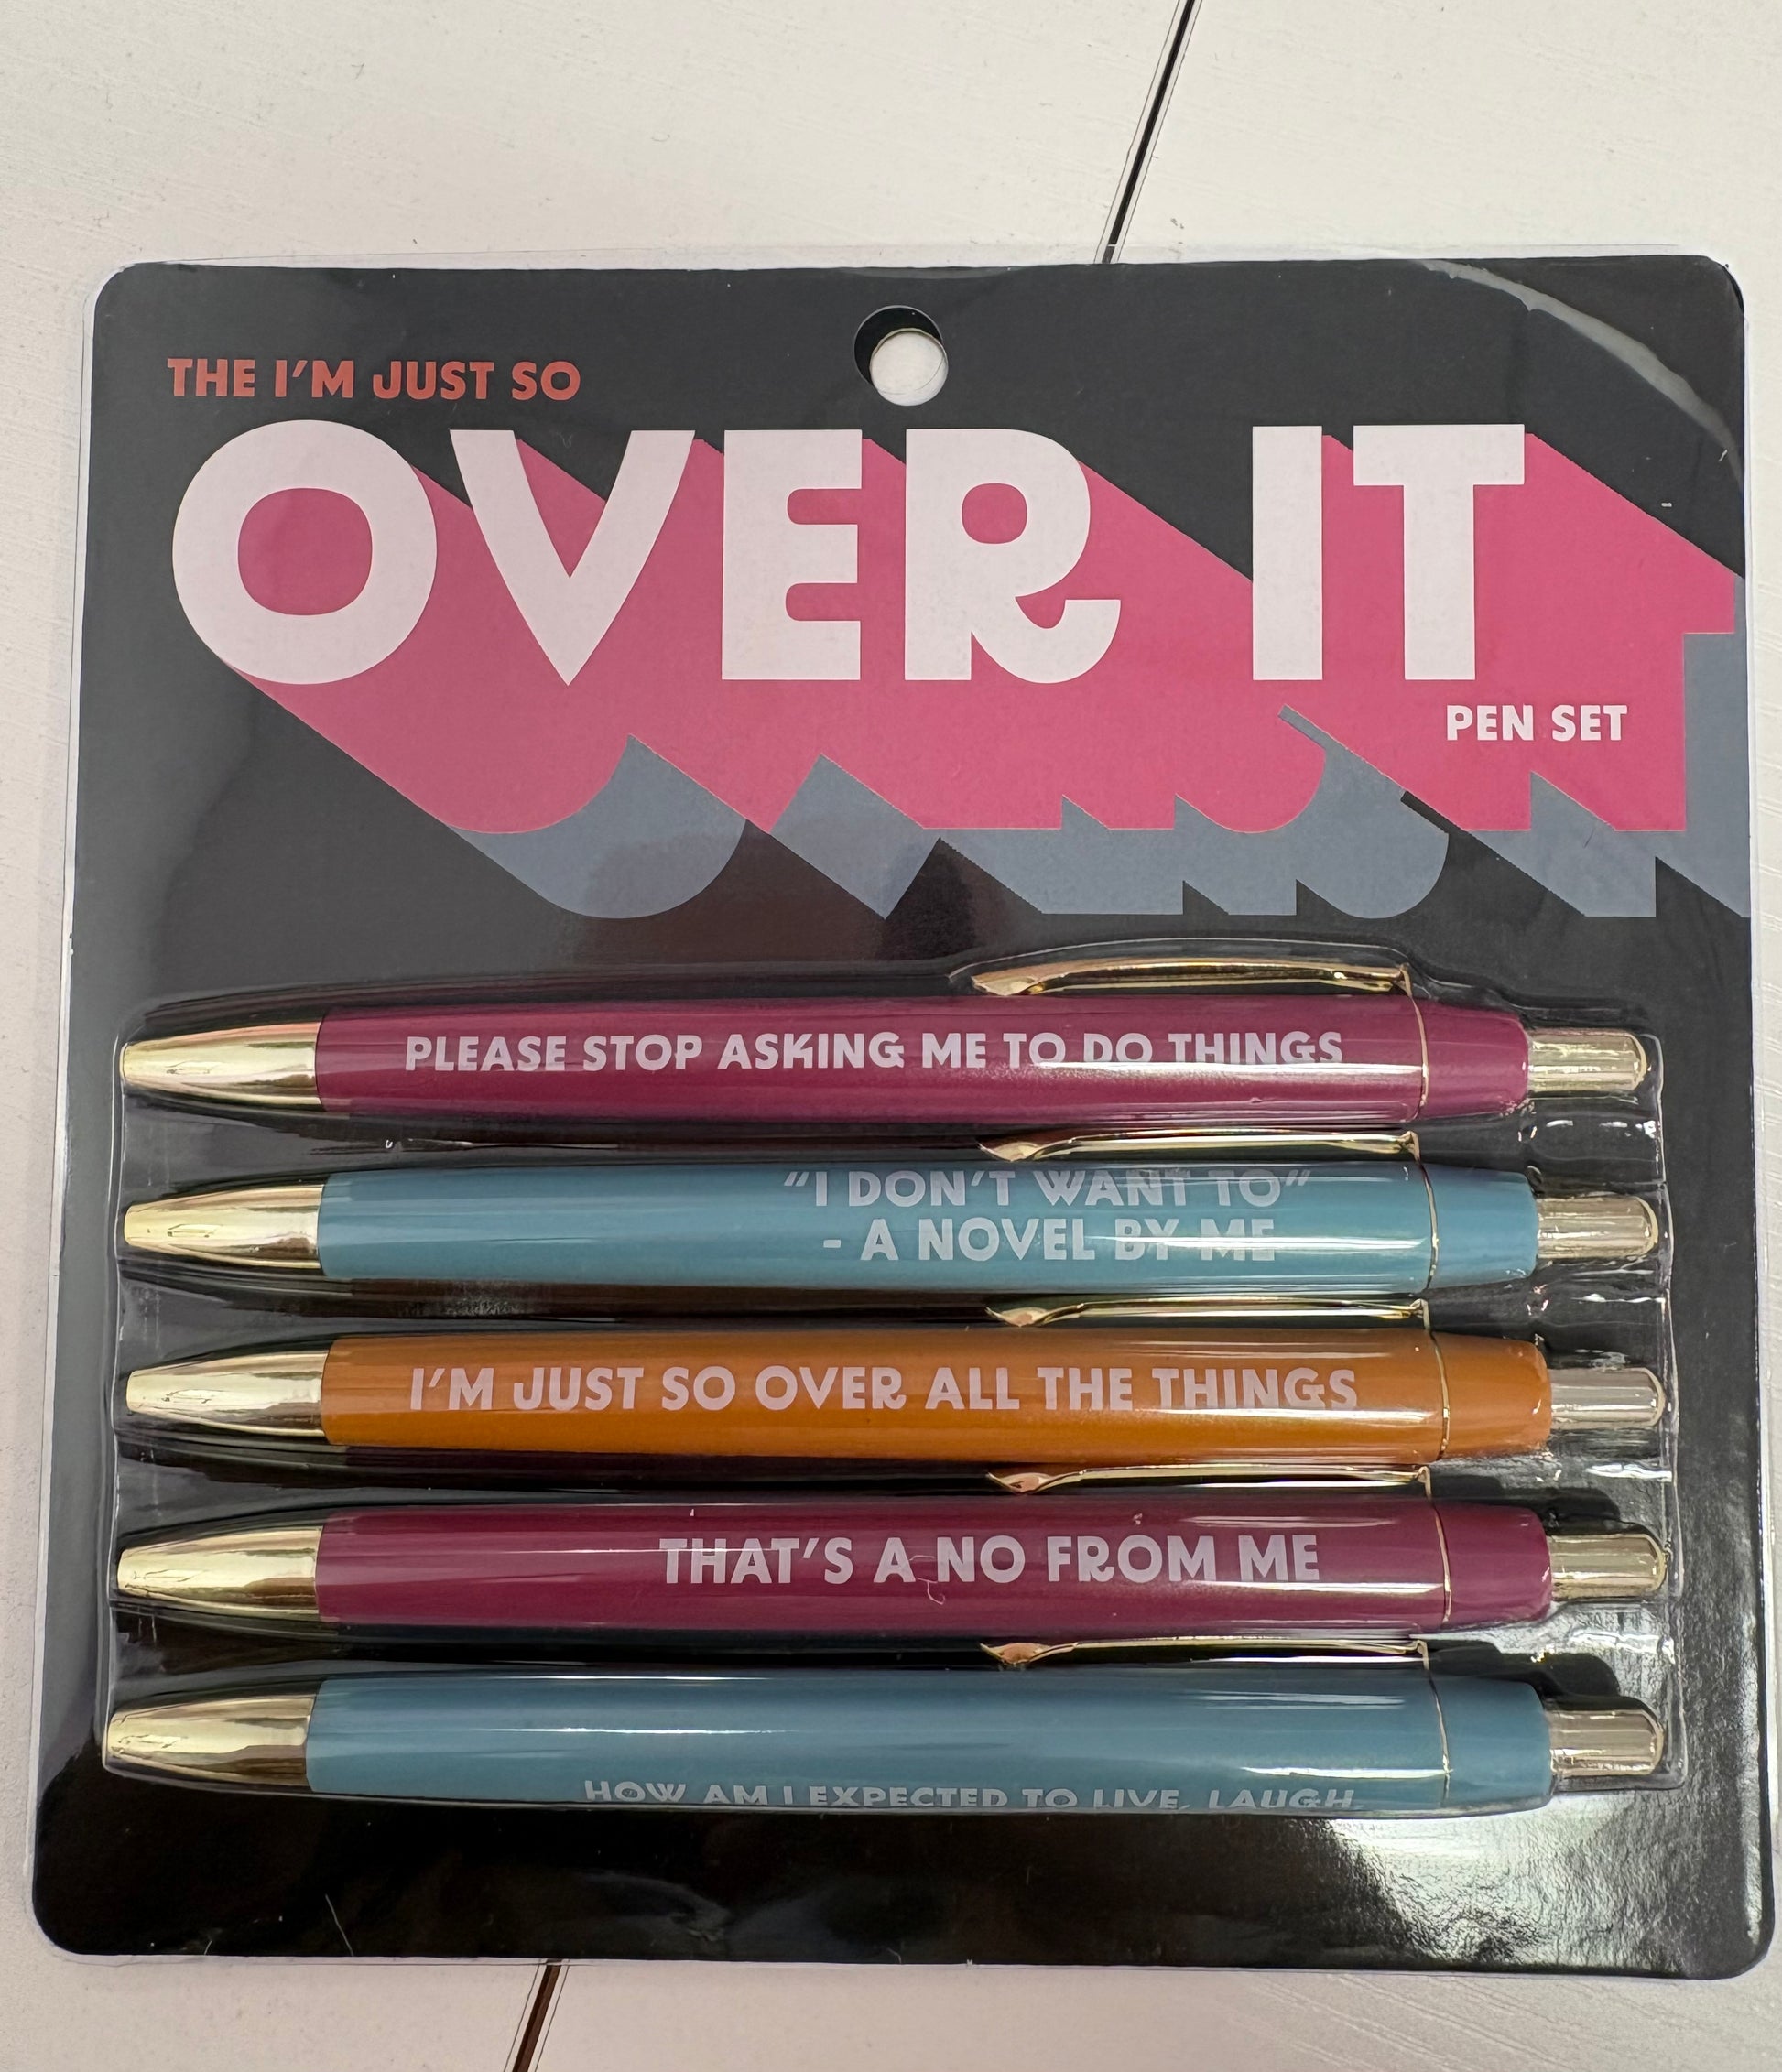 THE I'M JUST SO
OVER IT
PEN SET
PLEASE STOP ASKING ME TO DO THINGS
"I DON'T WANT TO"
- A NOVEL BY ME
I'M JUST SO OVER ALL THE THINGS
THAT'S A NO FROM ME
HOW AM I EXPECTED TO LIVE, LAUGH,